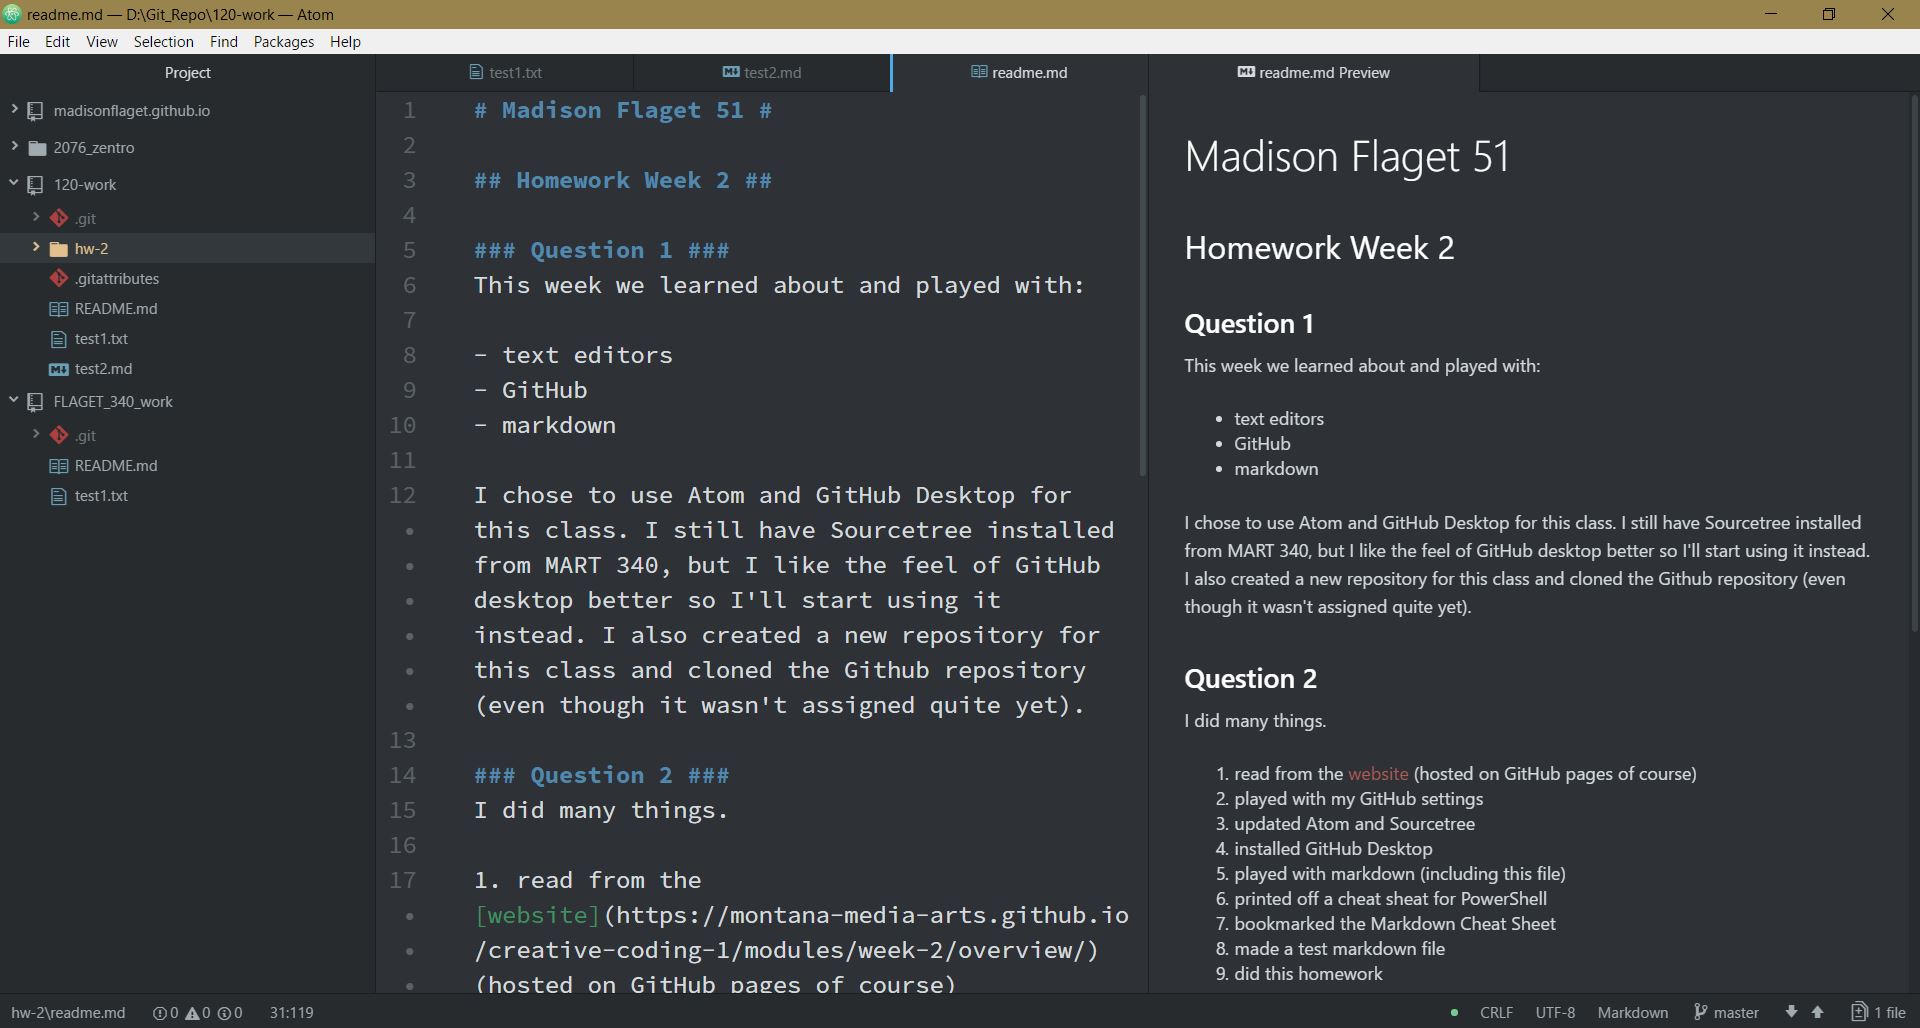 readme.md — D:\Git_Repo\120-work — Atom
File Edit View Selection Find Packages Help
Project
madisonflaget.github.io
2076_zentro
120-work
.git
hw-2
.gitattributes
README.md
test1.txt
test2.md
FLAGET_340_work
.git
README.md
test1.txt
test1.txt test2.md readme.md readme.md Preview
1 # Madison Flaget 51 #
2
3 ## Homework Week 2 ##
4
5 ### Question 1 ###
6 This week we learned about and played with:
7
8 - text editors
9 - GitHub
10 - markdown
11
12 I chose to use Atom and GitHub Desktop for
• this class. I still have Sourcetree installed
• from MART 340, but I like the feel of GitHub
• desktop better so I'll start using it
• instead. I also created a new repository for
• this class and cloned the Github repository
• (even though it wasn't assigned quite yet).
13
14 ### Question 2 ###
15 I did many things.
16
17 1. read from the
• [website](https://montana-media-arts.github.io
• /creative-coding-1/modules/week-2/overview/)
• (hosted on GitHub pages of course)
Madison Flaget 51
Homework Week 2
Question 1
This week we learned about and played with:
• text editors
• GitHub
• markdown
I chose to use Atom and GitHub Desktop for this class. I still have Sourcetree installed
from MART 340, but I like the feel of GitHub desktop better so I'll start using it instead.
I also created a new repository for this class and cloned the Github repository (even
though it wasn't assigned quite yet).
Question 2
I did many things.
1. read from the website (hosted on GitHub pages of course)
2. played with my GitHub settings
3. updated Atom and Sourcetree
4. installed GitHub Desktop
5. played with markdown (including this file)
6. printed off a cheat sheet for PowerShell
7. bookmarked the Markdown Cheat Sheet
8. made a test markdown file
9. did this homework
hw-2\readme.md 0 0 0 31:119 CRLF UTF-8 Markdown master 1 file